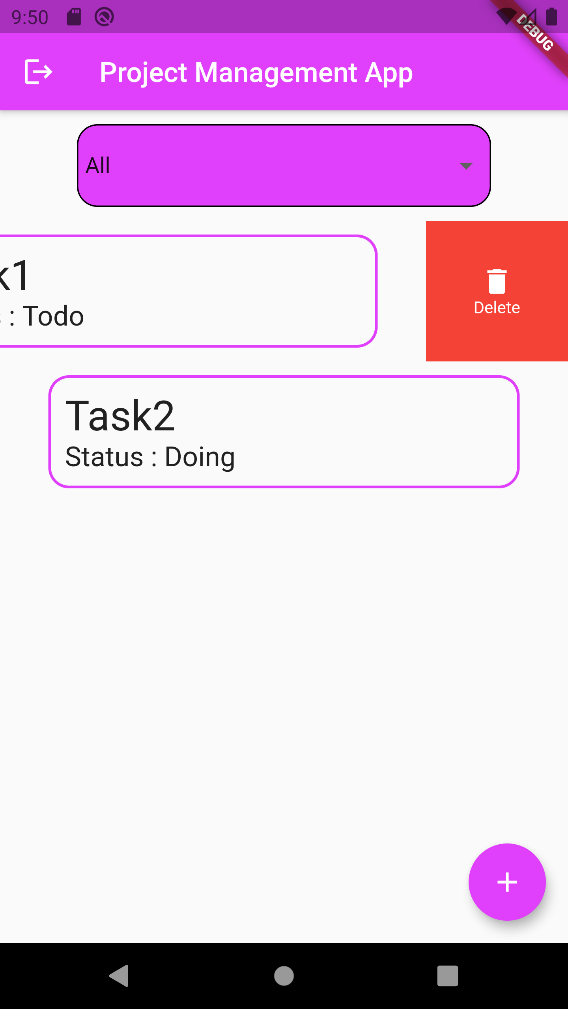 9:50
DEBUG
Project Management App
All
k1
: Todo
Delete
Task2
Status : Doing